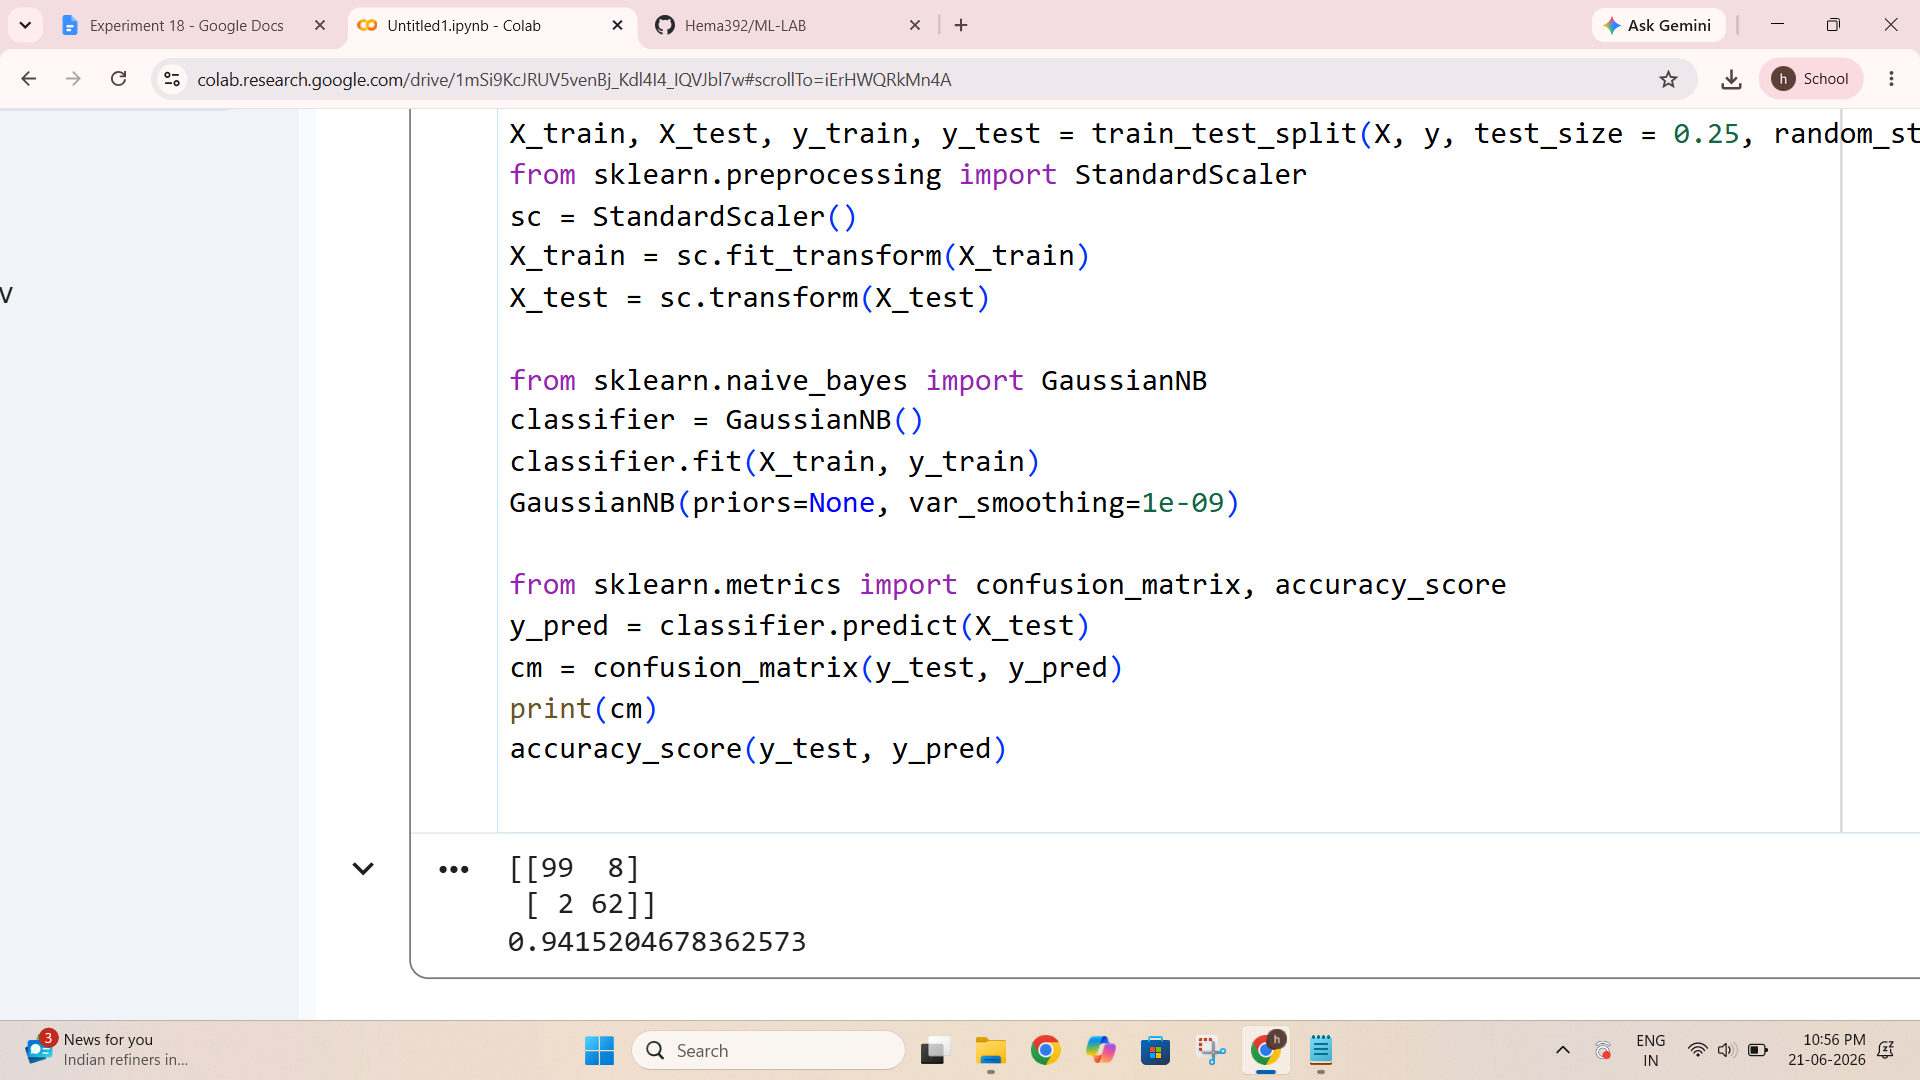 Experiment 18 - Google Docs
Untitled1.ipynb - Colab
Hema392/ML-LAB
Ask Gemini
colab.research.google.com/drive/1mSi9KcJRUV5venBj_Kdl4I4_IQVJbl7w#scrollTo=iErHWQRkMn4A
h
School
V
X_train, X_test, y_train, y_test = train_test_split(X, y, test_size = 0.25, random_st
from sklearn.preprocessing import StandardScaler
sc = StandardScaler()
X_train = sc.fit_transform(X_train)
X_test = sc.transform(X_test)
from sklearn.naive_bayes import GaussianNB
classifier = GaussianNB()
classifier.fit(X_train, y_train)
GaussianNB(priors=None, var_smoothing=1e-09)
from sklearn.metrics import confusion_matrix, accuracy_score
y_pred = classifier.predict(X_test)
cm = confusion_matrix(y_test, y_pred)
print(cm)
accuracy_score(y_test, y_pred)
[[99  8]
 [ 2 62]]
0.9415204678362573
3
News for you
Indian refiners in...
Search
h
ENG
IN
10:56 PM
21-06-2026